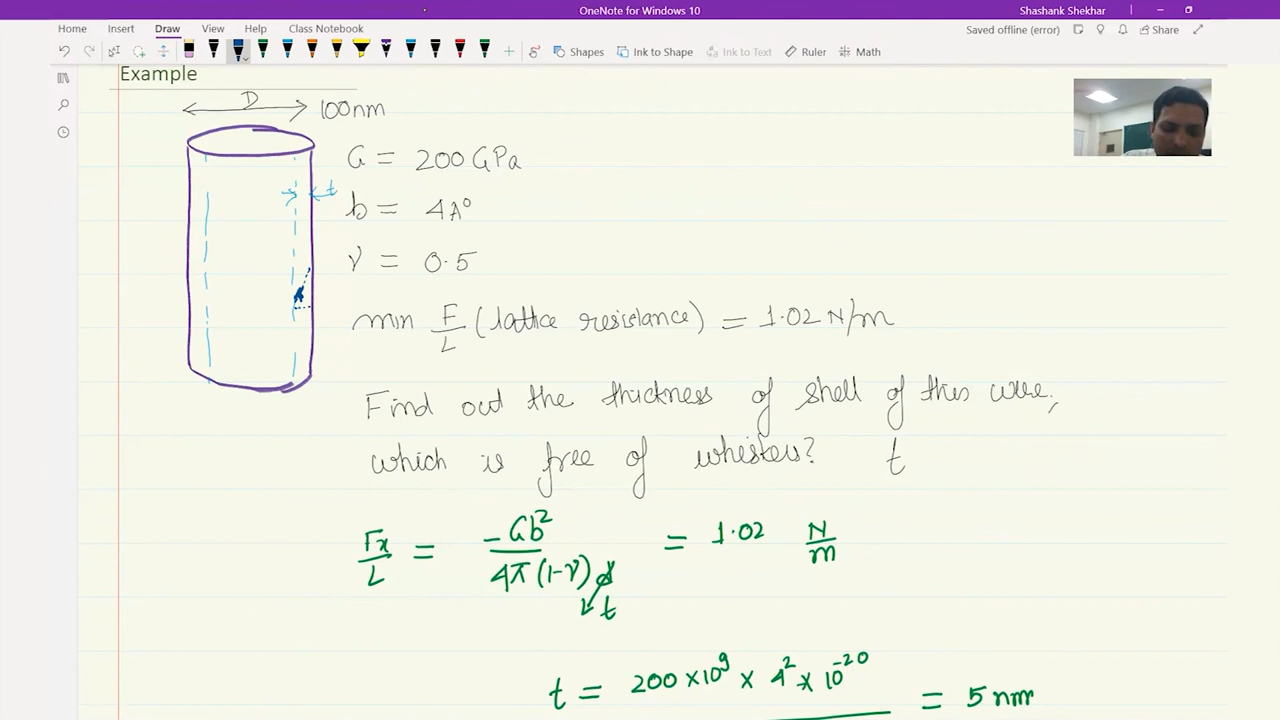 OneNote for Windows 10
Shashank Shekhar
Home Insert Draw View Help Class Notebook
Saved offline (error) Share
Shapes Ink to Shape Ink to Text Ruler Math
Example
D 100nm
G = 200 GPa
t
b = 4A°
ν = 0.5
min F/L (lattice resistance) = 1.02 N/m
Find out the thickness of shell of this wire,
which is free of whiskers? t
Fx/L = -Gb²/4π(1-ν)d = 1.02 N/m
t
t = 200×10⁹ × 4² × 10⁻²⁰ = 5 nm